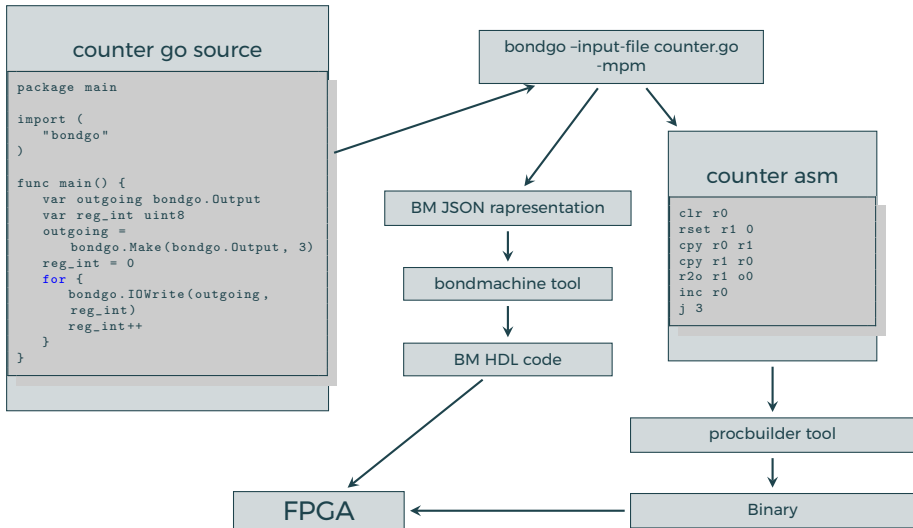 counter go source
package main
import (
"bondgo"
)
func main() {
var outgoing bondgo.Output
var reg_int uint8
outgoing =
bondgo.Make(bondgo.Output, 3)
reg_int = 0
for {
bondgo.IOWrite(outgoing,
reg_int)
reg_int++
}
}
bondgo –input-file counter.go
-mpm
BM JSON rapresentation
bondmachine tool
BM HDL code
FPGA
counter asm
clr r0
rset r1 0
cpy r0 r1
cpy r1 r0
r2o r1 o0
inc r0
j 3
procbuilder tool
Binary